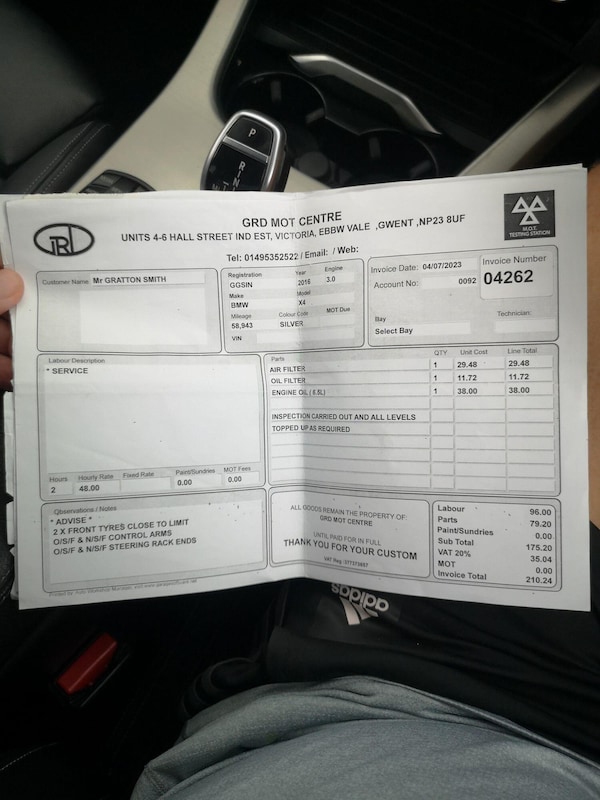 P
R
N
GRD MOT CENTRE
UNITS 4-6 HALL STREET IND EST, VICTORIA, EBBW VALE ,GWENT ,NP23 8UF
Tel: 01495352522 / Email: / Web:
M.O.T.
TESTING STATION
Customer Name Mr GRATTON SMITH
Registration Year Engine
GGSIN 2016 3.0
Make Model
BMW X4
Mileage Colour Code MOT Due
58,943 SILVER
VIN
Invoice Date: 04/07/2023
Account No: 0092
Invoice Number
04262
Bay Technician:
Select Bay
Labour Description
* SERVICE
Hours Hourly Rate Fixed Rate Paint/Sundries MOT Fees
2 48.00 0.00 0.00
Parts QTY Unit Cost Line Total
AIR FILTER 1 29.48 29.48
OIL FILTER 1 11.72 11.72
ENGINE OIL ( 6.5L) 1 38.00 38.00
INSPECTION CARRIED OUT AND ALL LEVELS
TOPPED UP AS REQUIRED
Observations / Notes
* ADVISE *
2 X FRONT TYRES CLOSE TO LIMIT
O/S/F & N/S/F CONTROL ARMS
O/S/F & N/S/F STEERING RACK ENDS
ALL GOODS REMAIN THE PROPERTY OF:
GRD MOT CENTRE
UNTIL PAID FOR IN FULL
THANK YOU FOR YOUR CUSTOM
VAT Reg :
Labour 96.00
Parts 79.20
Paint/Sundries 0.00
Sub Total 175.20
VAT 20% 35.04
MOT 0.00
Invoice Total 210.24
Printed by: Auto Workshop Manager, visit
adidas